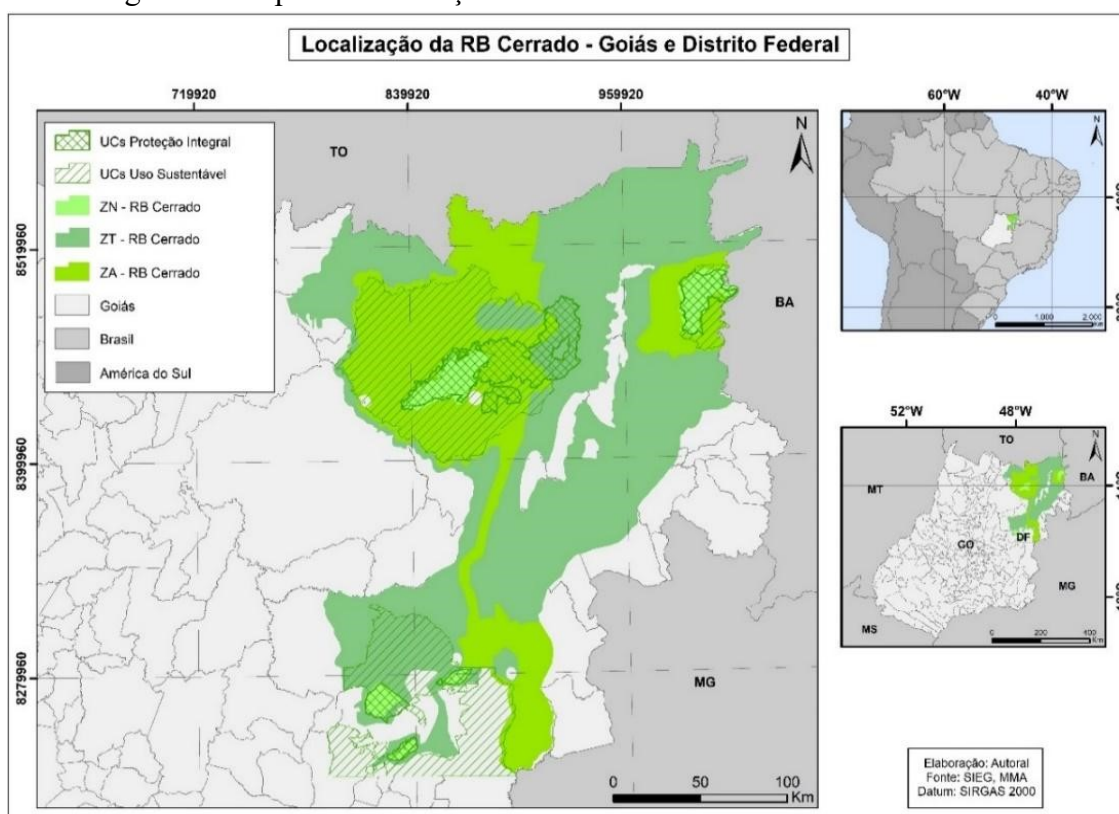 Localização da RB Cerrado - Goiás e Distrito Federal
719920 839920 959920
8519960
8399960
8279960
UCs Proteção Integral
UCs Uso Sustentável
ZN - RB Cerrado
ZT - RB Cerrado
ZA - RB Cerrado
Goiás
Brasil
América do Sul
TO
BA
MG
N
0 50 100
Km
60°W 40°W
N
0 1.000 2.000
Km
52°W 48°W
TO
N
MT
BA
GO
DF
MG
MS
0 200 400
Km
Elaboração: Autoral
Fonte: SIEG, MMA
Datum: SIRGAS 2000